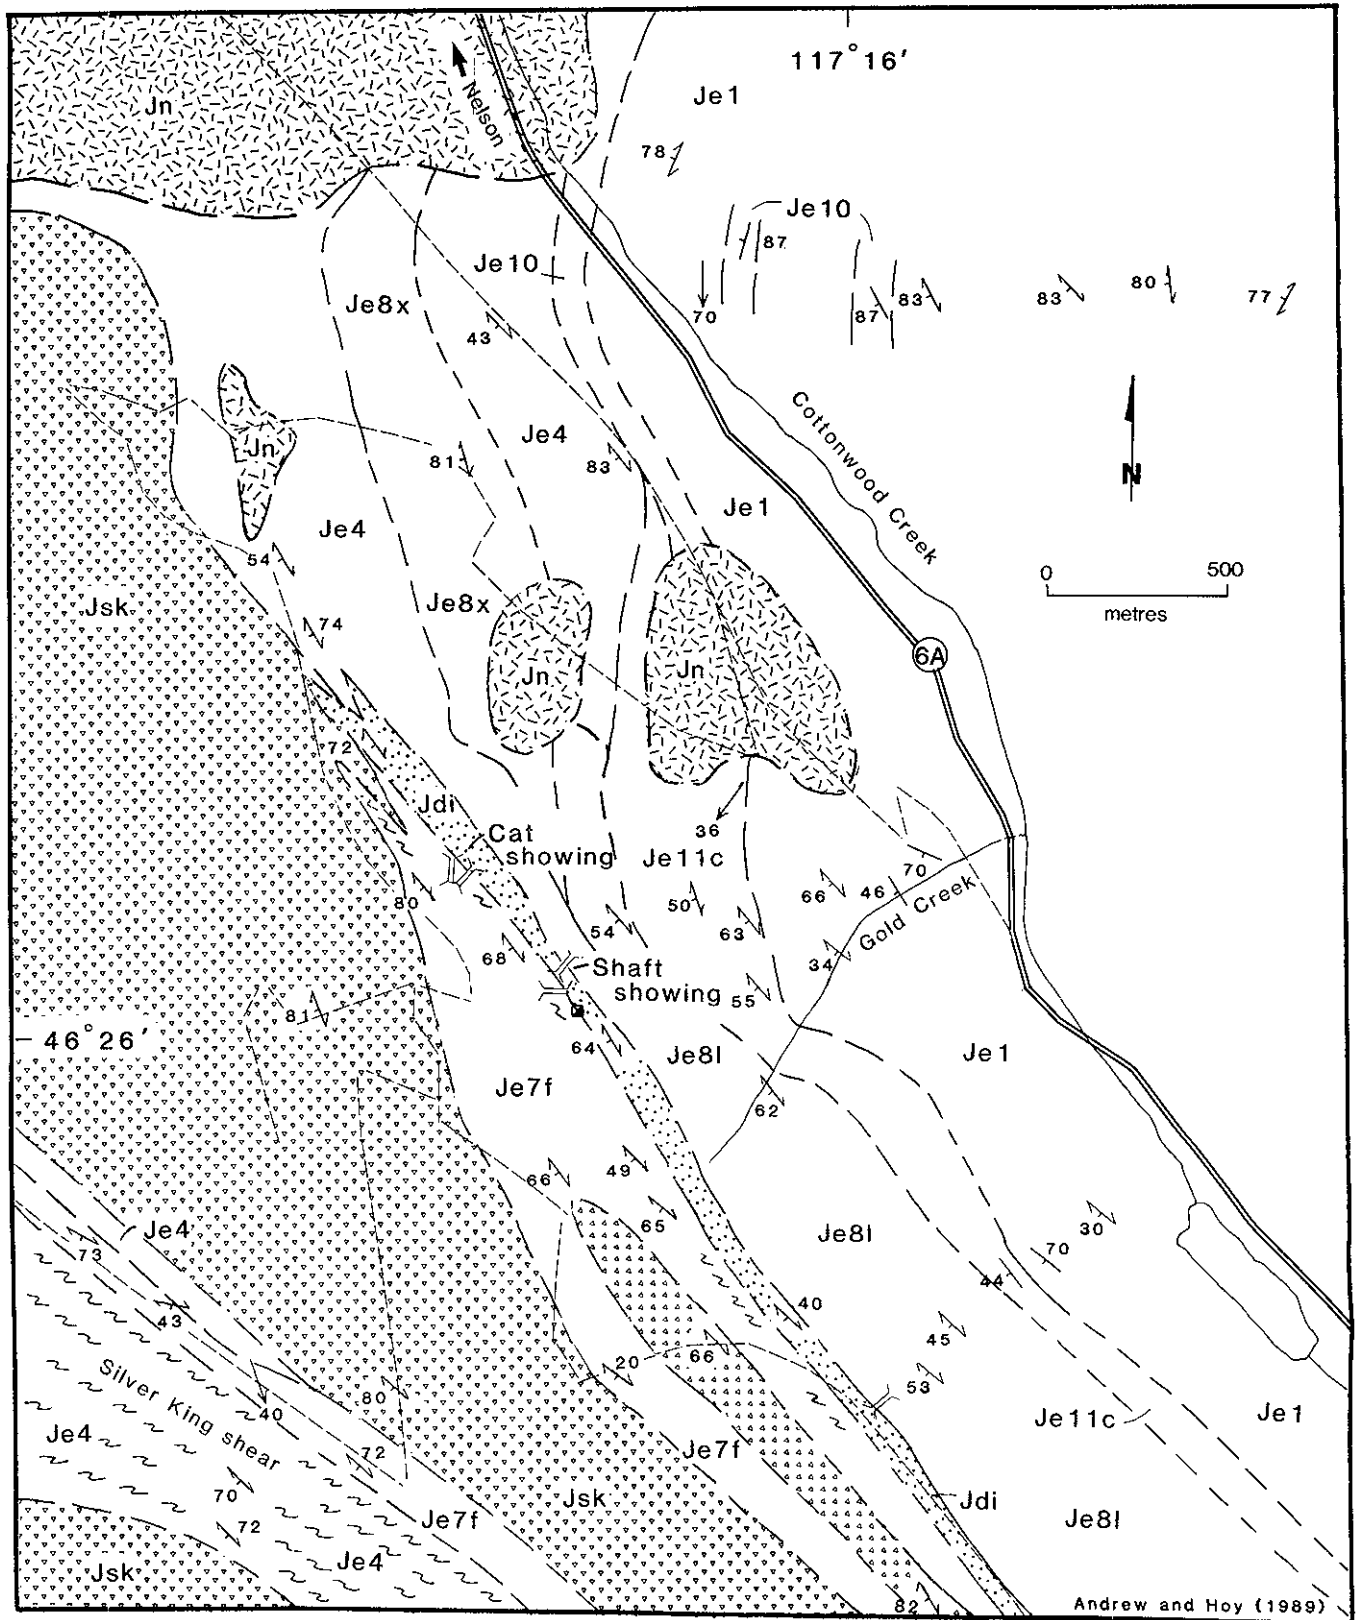 117°16'
Jn
Nelson
Je1
78
Je10
87
Je10
Je8x
43
70
87
83
83
80
77
Cottonwood Creek
N
Jn
Je4
81
83
Je4
Je1
0 500
metres
54
Jsk
Je8x
74
6A
Jn
Jn
72
Jdi
Cat
showing
36
Je11c
70
66
46
80
50
Gold Creek
54
63
68
34
Shaft
showing
55
81
46°26'
64
Je8l
Je1
Je7f
62
66
49
65
Je4
73
Je8l
30
70
44
43
40
45
20
66
53
Silver King shear
80
40
Je11c
Je1
Je4
72
Je7f
70
Jsk
Jdi
Je7f
Je8l
72
Je4
Jsk
82
Andrew and Hoy (1989)